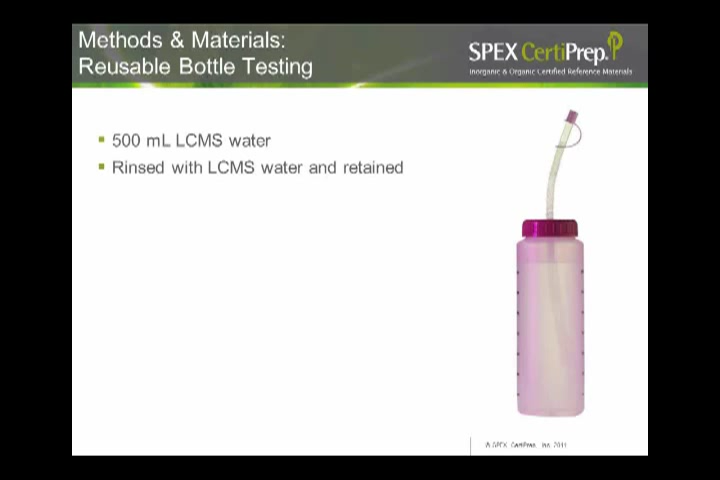 Methods & Materials:
Reusable Bottle Testing
SPEX CertiPrep.
Inorganic & Organic Certified Reference Materials
500 mL LCMS water
Rinsed with LCMS water and retained
© SPEX CertiPrep, Inc. 2011